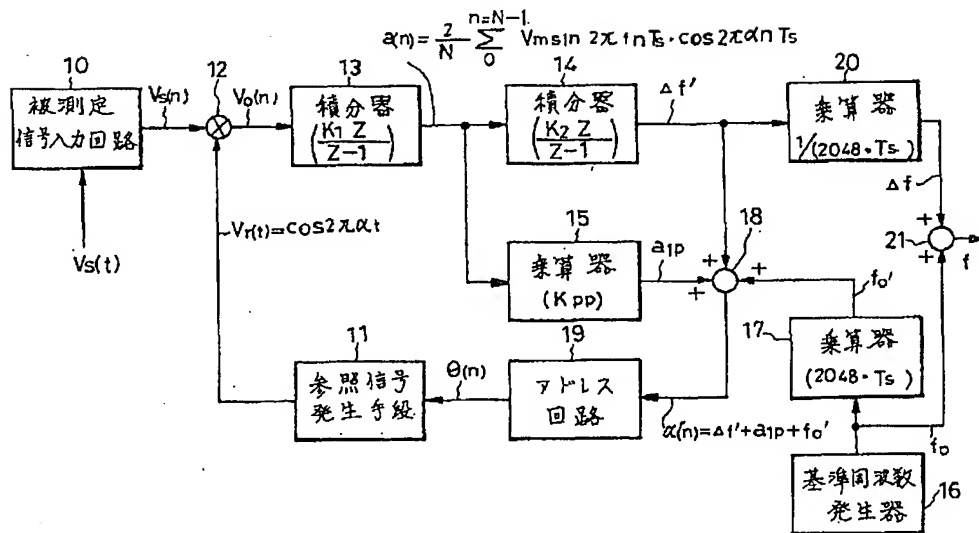 n=N-1.
a(n)= 2/N Σ Vmsin 2π f n Ts・cos 2παn Ts
0
10
12
13
14
20
被測定
信号入力回路
Vs(n)
Vo(n)
積分器
(K1 Z / Z-1)
積分器
(K2 Z / Z-1)
Δf'
乗算器
1/(2048・Ts)
Δf
Vs(t)
Vr(t)=cos2παt
15
乗算器
(Kpp)
a1p
18
+
+
+
fo'
+
+
21
f
17
乗算器
(2048・Ts)
11
参照信号
発生手段
θ(n)
19
アドレス
回路
α(n)=Δf'+a1p+fo'
fo
基準周波数
発生器
16